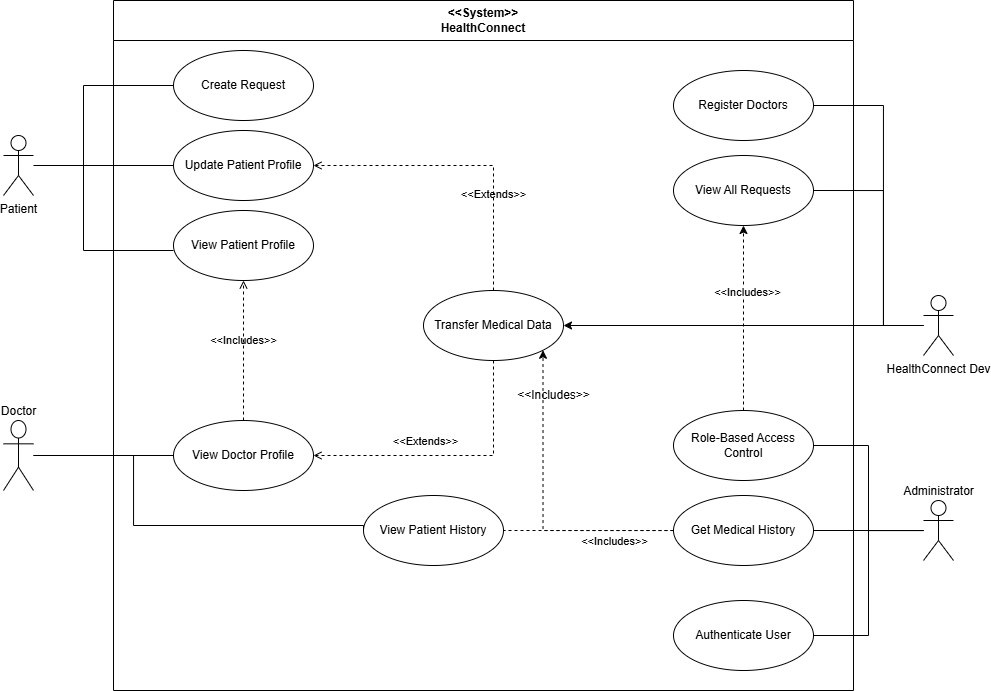 <<System>>
HealthConnect
Create Request
Register Doctors
Update Patient Profile
View All Requests
<<Extends>>
Patient
View Patient Profile
<<Includes>>
Transfer Medical Data
<<Includes>>
HealthConnect Dev
<<Includes>>
Doctor
<<Extends>>
View Doctor Profile
Role-Based Access
Control
Administrator
View Patient History
Get Medical History
<<Includes>>
Authenticate User